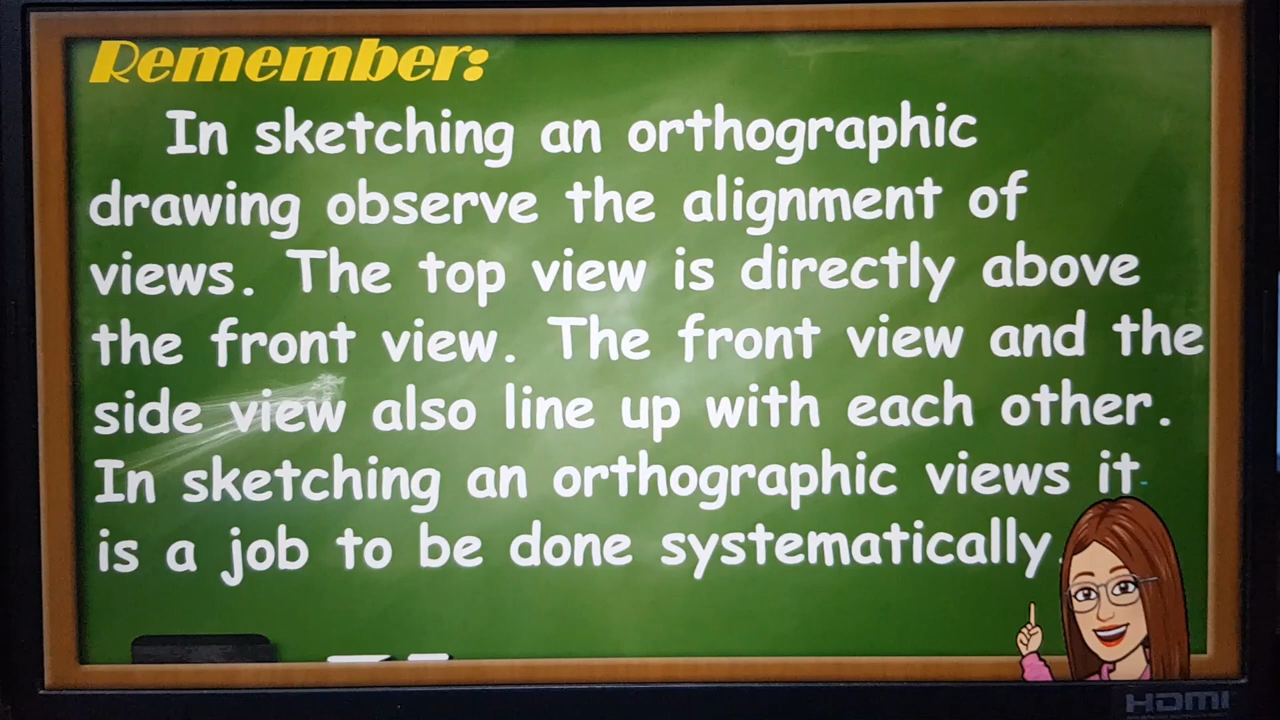 Remember:
In sketching an orthographic
drawing observe the alignment of
views. The top view is directly above
the front view. The front view and the
side view also line up with each other.
In sketching an orthographic views it
is a job to be done systematically.
HDMI